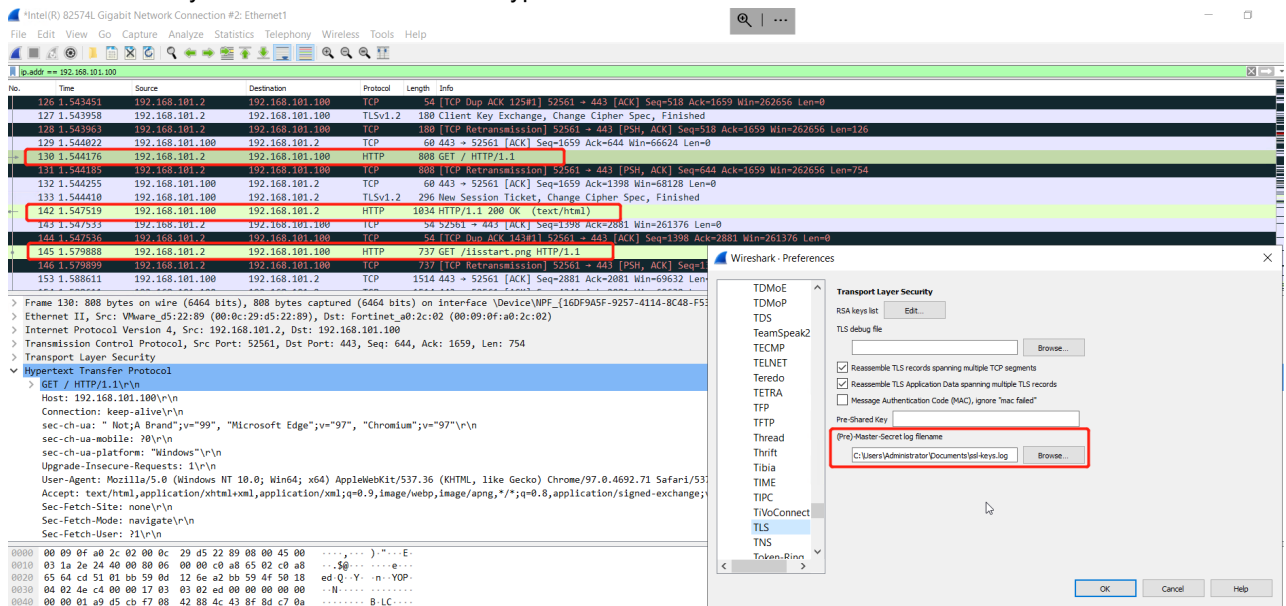 *Intel(R) 82574L Gigabit Network Connection #2: Ethernet1
File Edit View Go Capture Analyze Statistics Telephony Wireless Tools Help
ip.addr == 192.168.101.100
No. Time Source Destination Protocol Length Info
126 1.543451 192.168.101.2 192.168.101.100 TCP 54 [TCP Dup ACK 125#1] 52561 → 443 [ACK] Seq=518 Ack=1659 Win=262656 Len=0
127 1.543958 192.168.101.2 192.168.101.100 TLSv1.2 180 Client Key Exchange, Change Cipher Spec, Finished
128 1.543963 192.168.101.2 192.168.101.100 TCP 180 [TCP Retransmission] 52561 → 443 [PSH, ACK] Seq=518 Ack=1659 Win=262656 Len=126
129 1.544022 192.168.101.100 192.168.101.2 TCP 60 443 → 52561 [ACK] Seq=1659 Ack=644 Win=66624 Len=0
130 1.544176 192.168.101.2 192.168.101.100 HTTP 808 GET / HTTP/1.1
131 1.544185 192.168.101.2 192.168.101.100 TCP 808 [TCP Retransmission] 52561 → 443 [PSH, ACK] Seq=644 Ack=1659 Win=262656 Len=754
132 1.544255 192.168.101.100 192.168.101.2 TCP 60 443 → 52561 [ACK] Seq=1659 Ack=1398 Win=68128 Len=0
133 1.544410 192.168.101.100 192.168.101.2 TLSv1.2 296 New Session Ticket, Change Cipher Spec, Finished
142 1.547519 192.168.101.100 192.168.101.2 HTTP 1034 HTTP/1.1 200 OK (text/html)
143 1.547533 192.168.101.2 192.168.101.100 TCP 54 52561 → 443 [ACK] Seq=1398 Ack=2881 Win=261376 Len=0
144 1.547536 192.168.101.2 192.168.101.100 TCP 54 [TCP Dup ACK 143#1] 52561 → 443 [ACK] Seq=1398 Ack=2881 Win=261376 Len=0
145 1.579888 192.168.101.2 192.168.101.100 HTTP 737 GET /iisstart.png HTTP/1.1
146 1.579899 192.168.101.2 192.168.101.100 TCP 737 [TCP Retransmission] 52561 → 443 [PSH, ACK] Seq=1
153 1.588611 192.168.101.100 192.168.101.2 TCP 1514 443 → 52561 [ACK] Seq=2881 Ack=2081 Win=69632 Len
Frame 130: 808 bytes on wire (6464 bits), 808 bytes captured (6464 bits) on interface \Device\NPF_{16DF9A5F-9257-4114-8C48-F53
Ethernet II, Src: VMware_d5:22:89 (00:0c:29:d5:22:89), Dst: Fortinet_a0:2c:02 (00:09:0f:a0:2c:02)
Internet Protocol Version 4, Src: 192.168.101.2, Dst: 192.168.101.100
Transmission Control Protocol, Src Port: 52561, Dst Port: 443, Seq: 644, Ack: 1659, Len: 754
Transport Layer Security
Hypertext Transfer Protocol
GET / HTTP/1.1\r\n
Host: 192.168.101.100\r\n
Connection: keep-alive\r\n
sec-ch-ua: " Not;A Brand";v="99", "Microsoft Edge";v="97", "Chromium";v="97"\r\n
sec-ch-ua-mobile: ?0\r\n
sec-ch-ua-platform: "Windows"\r\n
Upgrade-Insecure-Requests: 1\r\n
User-Agent: Mozilla/5.0 (Windows NT 10.0; Win64; x64) AppleWebKit/537.36 (KHTML, like Gecko) Chrome/97.0.4692.71 Safari/537
Accept: text/html,application/xhtml+xml,application/xml;q=0.9,image/webp,image/apng,*/*;q=0.8,application/signed-exchange;v
Sec-Fetch-Site: none\r\n
Sec-Fetch-Mode: navigate\r\n
Sec-Fetch-User: ?1\r\n
0000 00 09 0f a0 2c 02 00 0c 29 d5 22 89 08 00 45 00 ····,··· )·"···E·
0010 03 1a 2e 24 40 00 80 06 00 00 c0 a8 65 02 c0 a8 ··.$@··· ····e···
0020 65 64 cd 51 01 bb 59 0d 12 6e a2 bb 59 4f 50 18 ed·Q··Y· ·n··YOP·
0030 04 02 4e c4 00 00 17 03 03 02 ed 00 00 00 00 00 ··N····· ········
0040 00 00 01 a9 d5 cb f7 08 42 88 4c 43 8f 8d c7 0a ········ B·LC····
Wireshark · Preferences
TDMoE
TDMoP
TDS
TeamSpeak2
TECMP
TELNET
Teredo
TETRA
TFP
TFTP
Thread
Thrift
Tibia
TIME
TIPC
TiVoConnect
TLS
TNS
Token-Ring
Transport Layer Security
RSA keys list Edit...
TLS debug file
Browse...
Reassemble TLS records spanning multiple TCP segments
Reassemble TLS Application Data spanning multiple TLS records
Message Authentication Code (MAC), ignore "mac failed"
Pre-Shared Key
(Pre)-Master-Secret log filename
C:\Users\Administrator\Documents\ssl-keys.log Browse...
OK Cancel Help